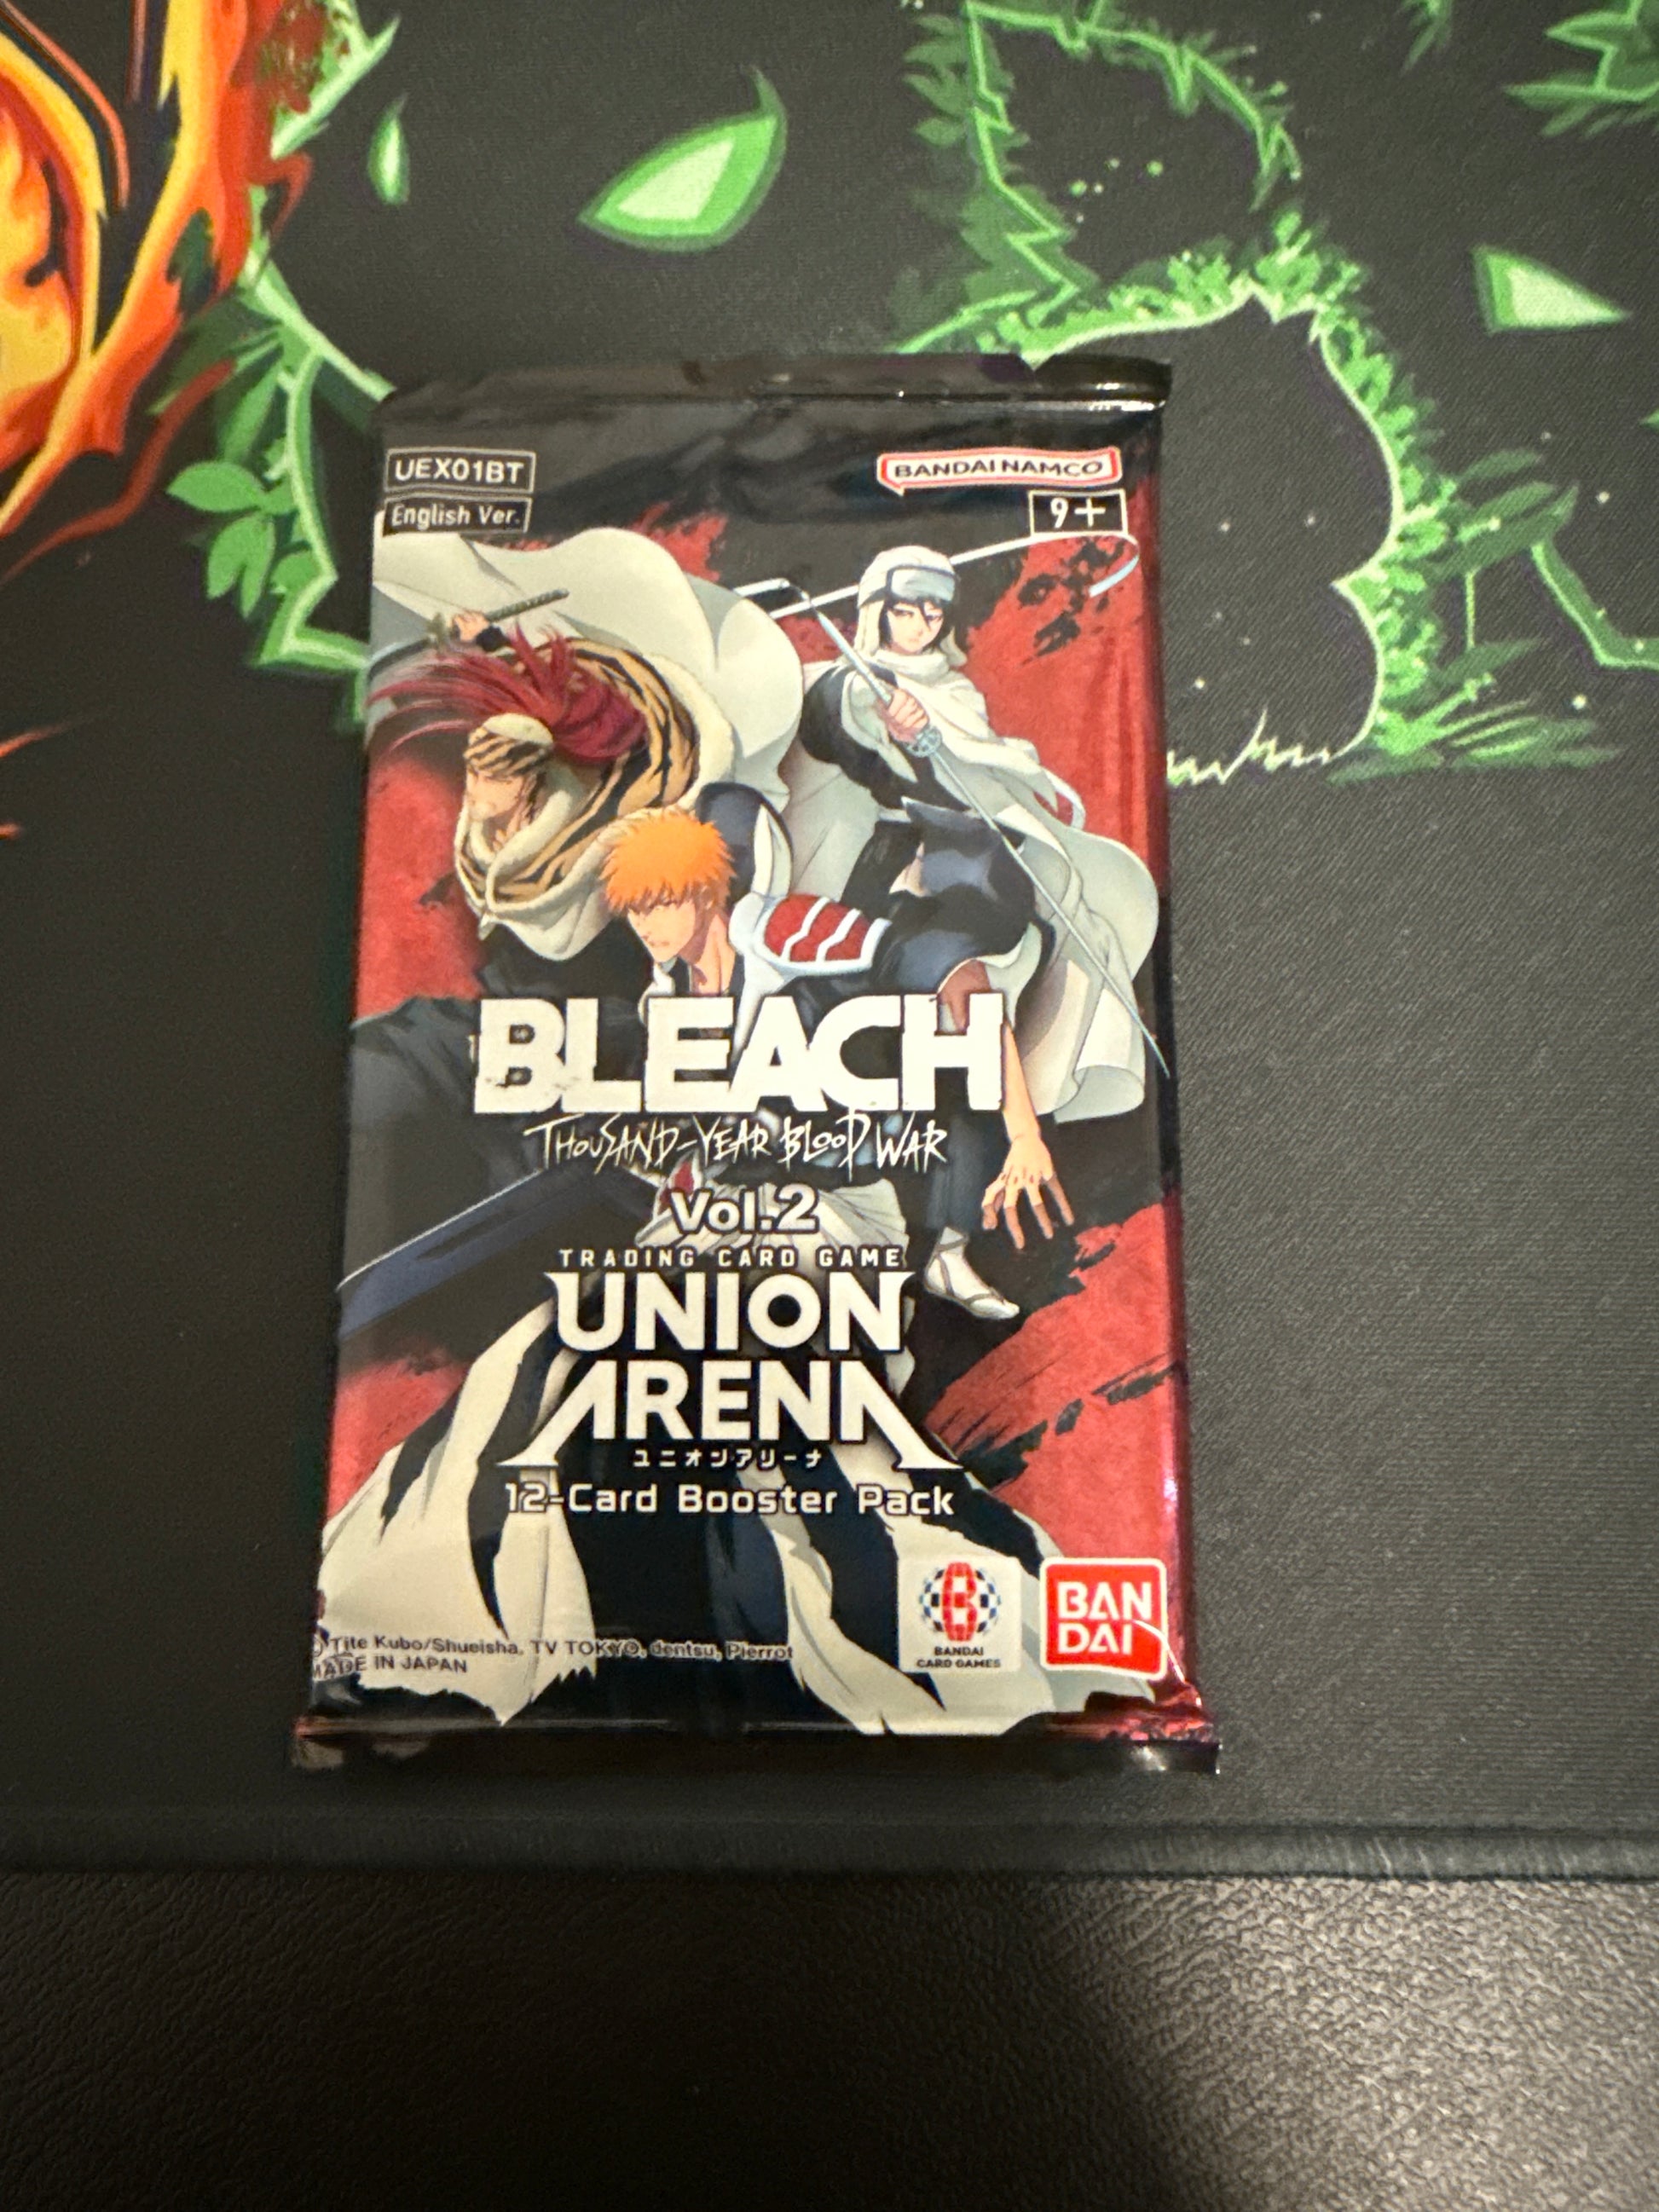 UEX01BT
English Ver.
BANDAI NAMCO
9+
BLEACH
THOUSAND-YEAR BLOOD WAR
Vol.2
TRADING CARD GAME
UNION
ARENA
ユニオンアリーナ
12-Card Booster Pack
B
BANDAI
CARD GAMES
BAN
DAI
© Tite Kubo/Shueisha, TV TOKYO, dentsu, Pierrot
MADE IN JAPAN